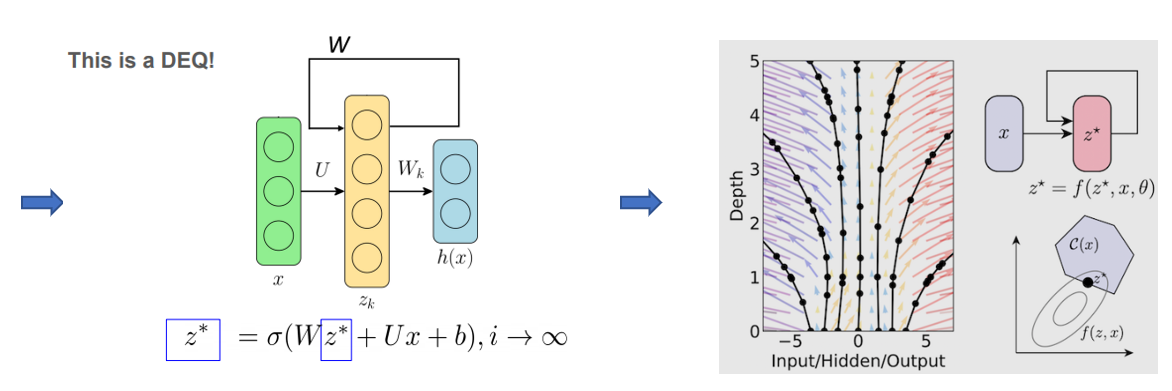 This is a DEQ!
W
U
W_k
x
z_k
h(x)
z* = σ(Wz* + Ux + b), i → ∞
Depth
5
4
3
2
1
0
−5
0
5
Input/Hidden/Output
x
z⋆
z⋆ = f(z⋆, x, θ)
C(x)
z⋆
f(z, x)